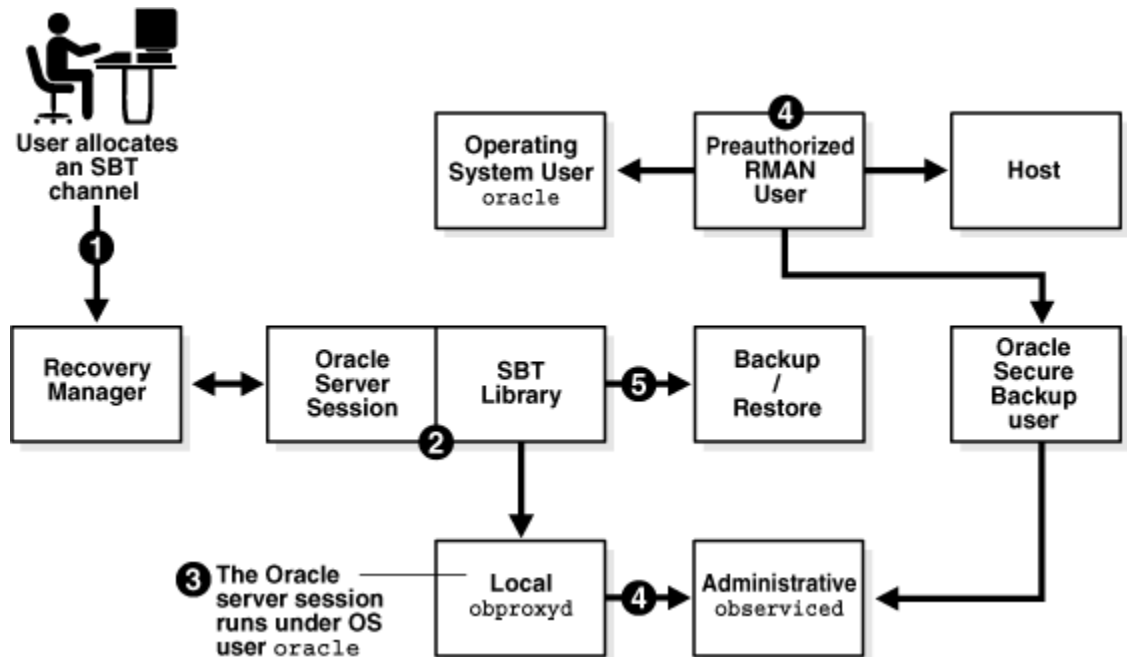 User allocates
an SBT
channel
1
4
Operating
System User
oracle
Preauthorized
RMAN
User
Host
Recovery
Manager
Oracle
Server
Session
SBT
Library
2
5
Backup
/
Restore
Oracle
Secure
Backup
user
3 The Oracle
server session
runs under OS
user oracle
Local
obproxyd
4
Administrative
observiced